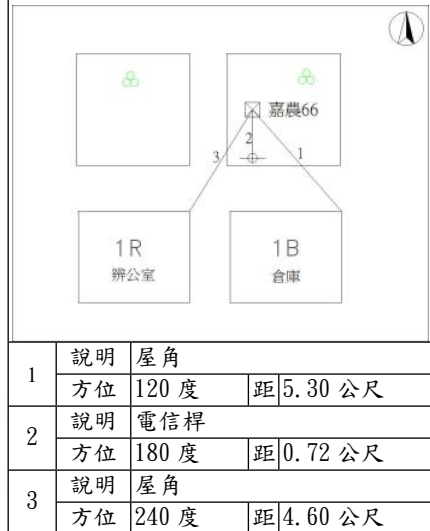 嘉農66
2
3
1
1R
辦公室
1B
倉庫
1 說明 屋角
方位 120 度 距 5.30 公尺
2 說明 電信桿
方位 180 度 距 0.72 公尺
3 說明 屋角
方位 240 度 距 4.60 公尺